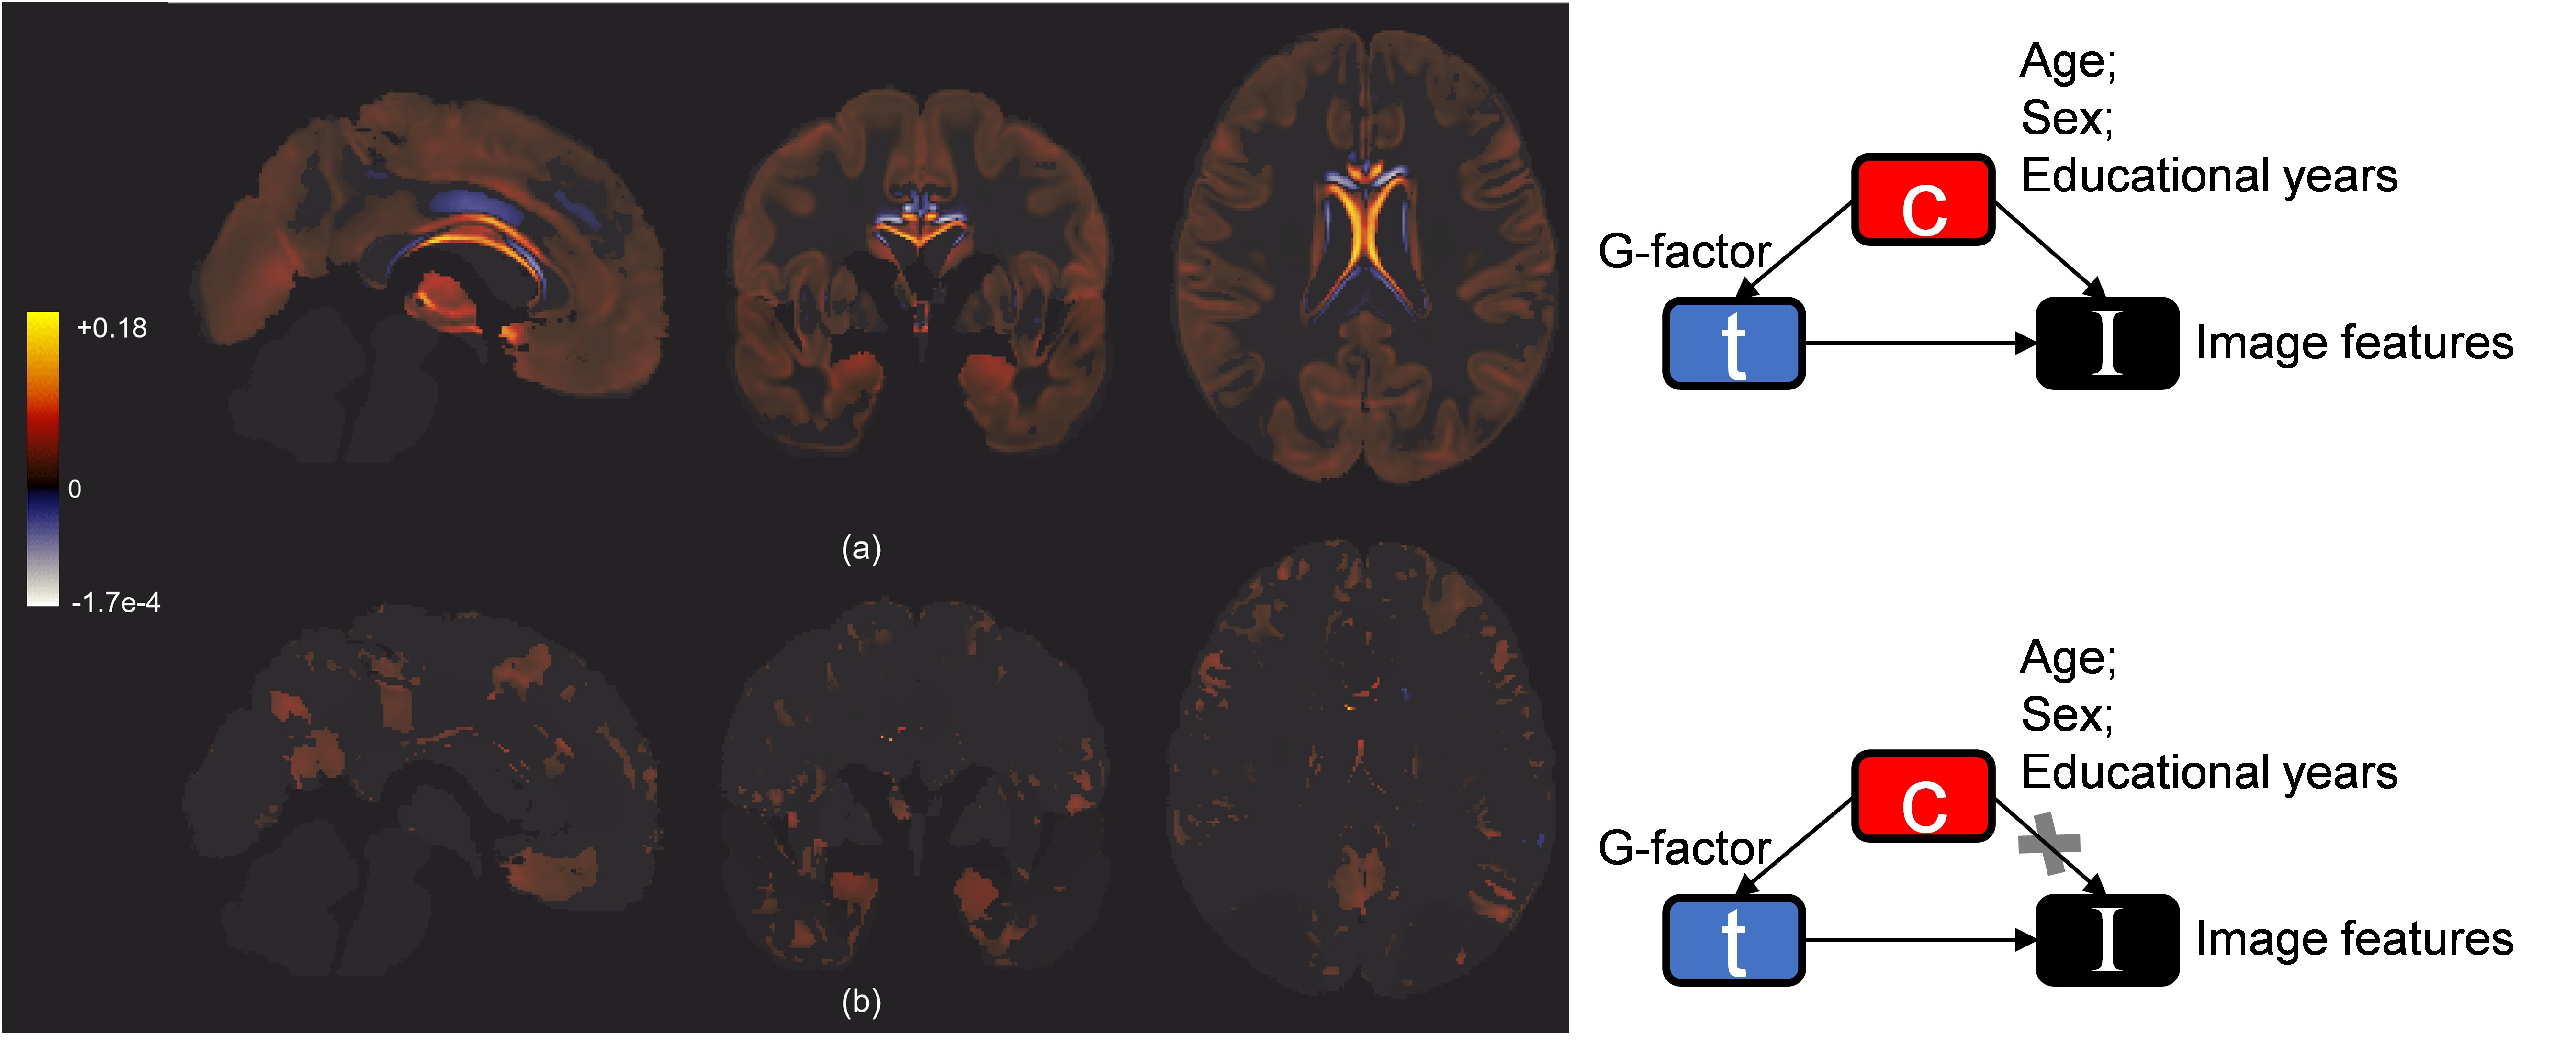 +0.18
0
-1.7e-4
(a)
(b)
Age;
Sex;
Educational years
c
G-factor
t
I
Image features
Age;
Sex;
Educational years
c
G-factor
t
I
Image features